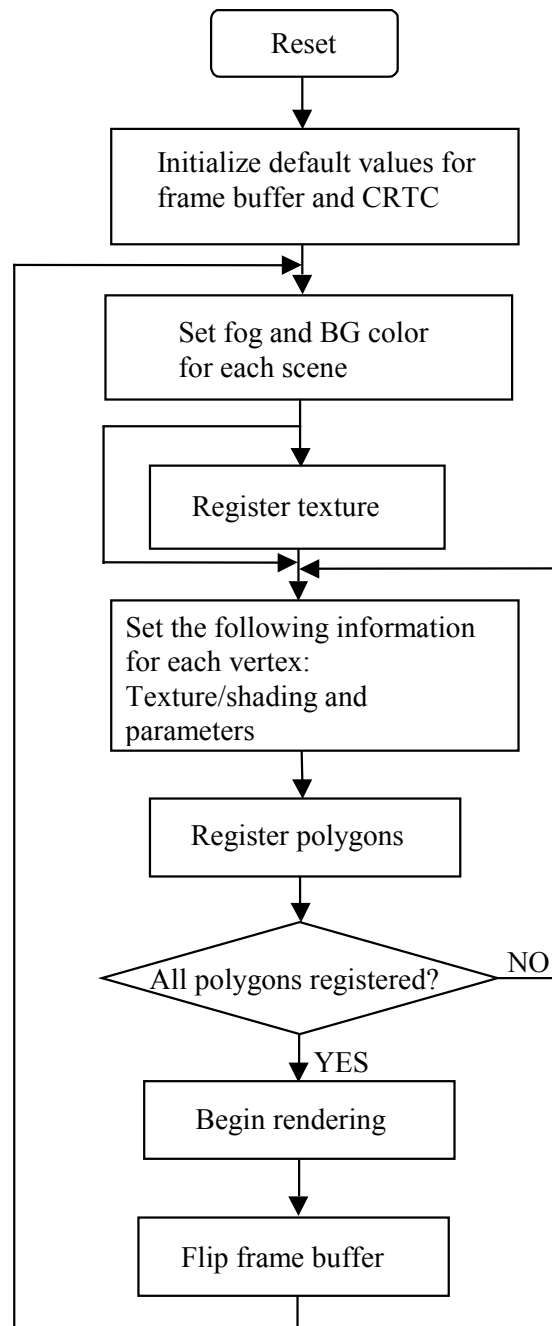 Reset
Initialize default values for
frame buffer and CRTC
Set fog and BG color
for each scene
Register texture
Set the following information
for each vertex:
Texture/shading and
parameters
Register polygons
All polygons registered?
NO
YES
Begin rendering
Flip frame buffer